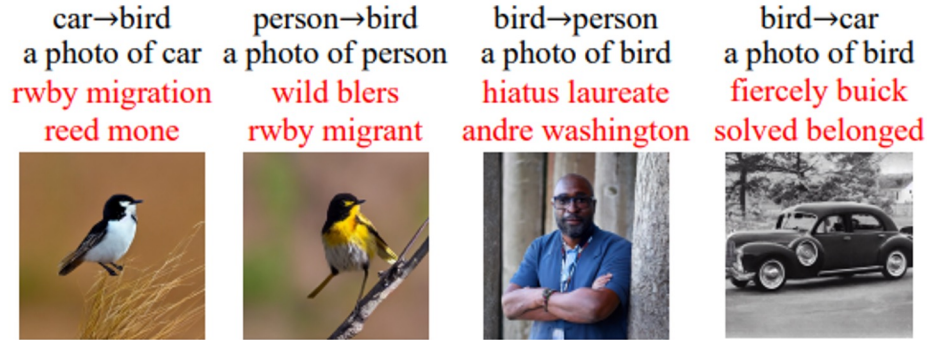 car→bird
a photo of car
rwby migration
reed mone
person→bird
a photo of person
wild blers
rwby migrant
bird→person
a photo of bird
hiatus laureate
andre washington
bird→car
a photo of bird
fiercely buick
solved belonged